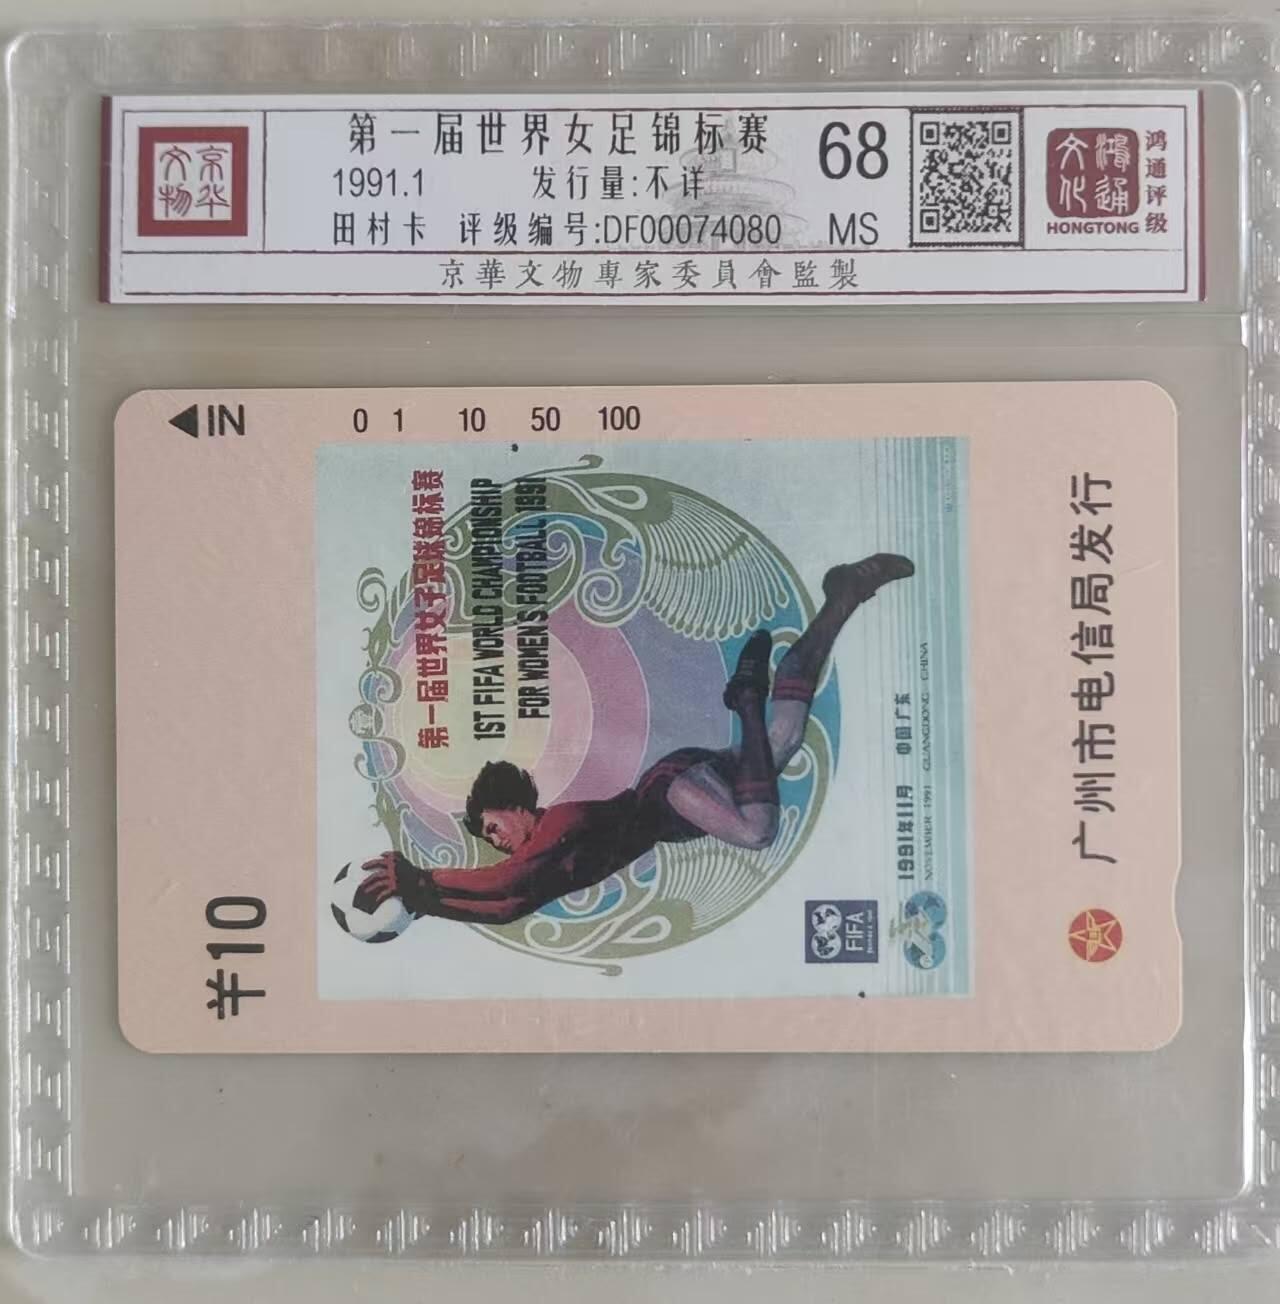 京华
文物
第一届世界女足锦标赛
1991.1 发行量:不详
田村卡 评级编号:DF00074080
68
MS
鸿通
文化
HONGTONG
鸿通评级
京華文物專家委員會監製
IN
0 1 10 50 100
¥10
第一届世界女子足球锦标赛
1ST FIFA WORLD CHAMPIONSHIP
FOR WOMEN'S FOOTBALL 1991
FIFA
1991年11月 中国广东
NOVEMBER 1991 GUANGDONG CHINA
广州市电信局发行